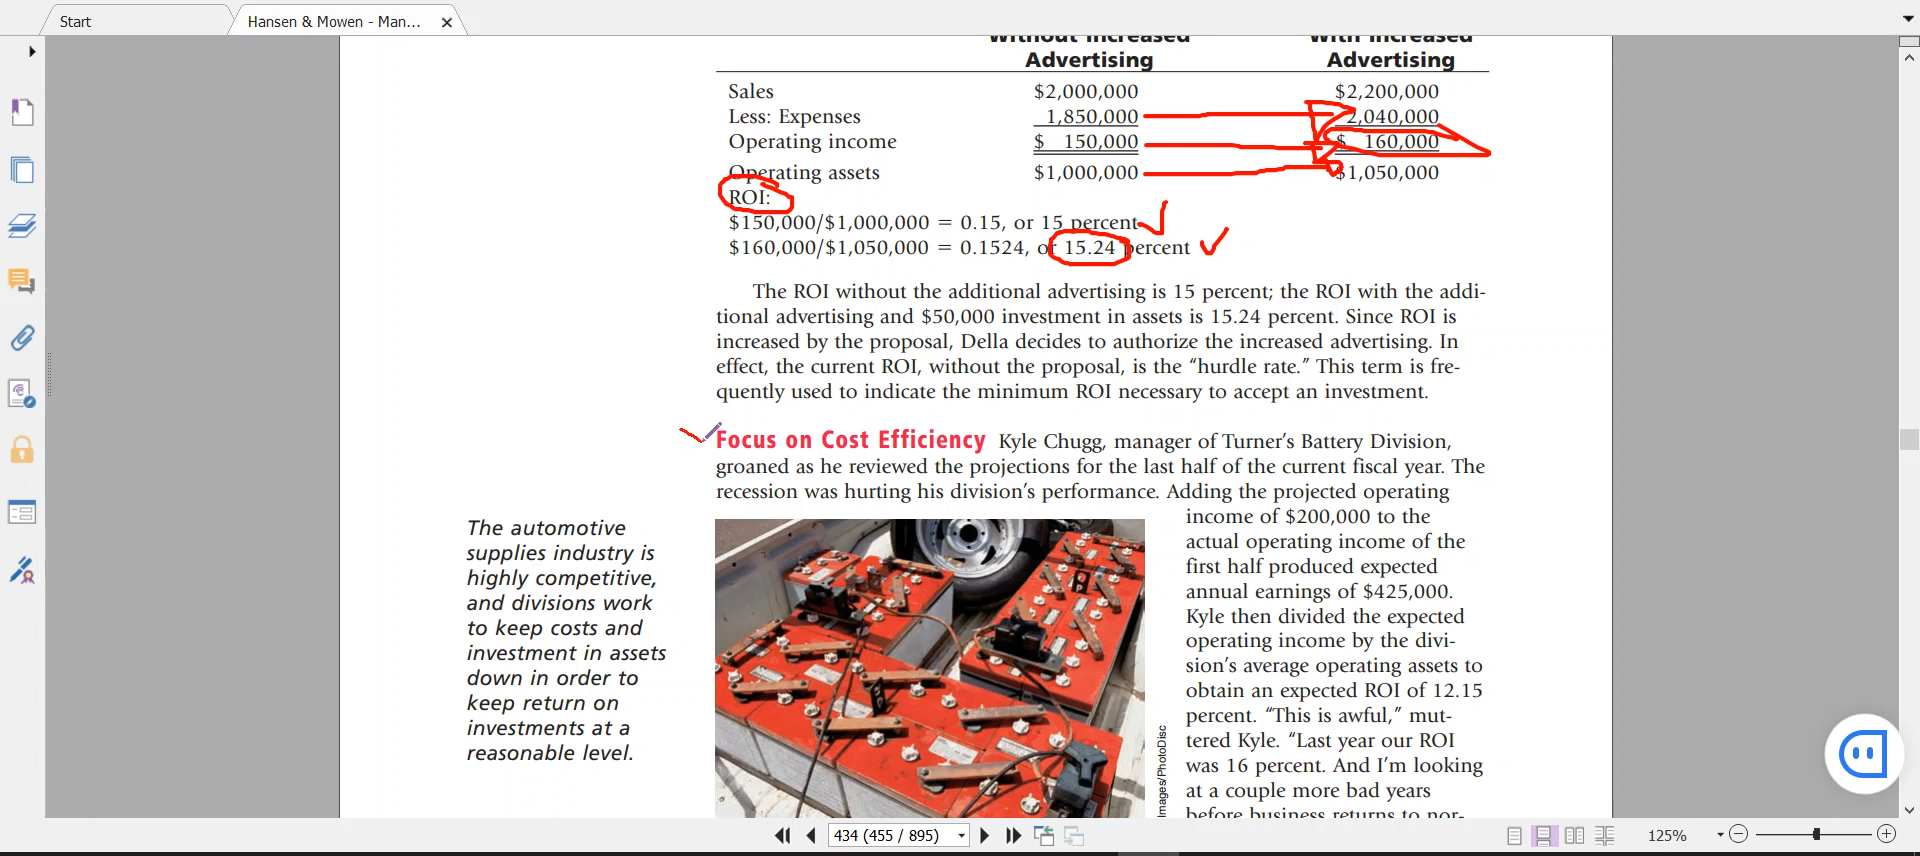 Start
Hansen & Mowen - Man...
Without Increased With Increased
Advertising Advertising
Sales $2,000,000 $2,200,000
Less: Expenses 1,850,000 2,040,000
Operating income $ 150,000 $ 160,000
Operating assets $1,000,000 $1,050,000
ROI:
$150,000/$1,000,000 = 0.15, or 15 percent
$160,000/$1,050,000 = 0.1524, or 15.24 percent
The ROI without the additional advertising is 15 percent; the ROI with the addi-
tional advertising and $50,000 investment in assets is 15.24 percent. Since ROI is
increased by the proposal, Della decides to authorize the increased advertising. In
effect, the current ROI, without the proposal, is the “hurdle rate.” This term is fre-
quently used to indicate the minimum ROI necessary to accept an investment.
Focus on Cost Efficiency Kyle Chugg, manager of Turner’s Battery Division,
groaned as he reviewed the projections for the last half of the current fiscal year. The
recession was hurting his division’s performance. Adding the projected operating
income of $200,000 to the
actual operating income of the
first half produced expected
annual earnings of $425,000.
Kyle then divided the expected
operating income by the divi-
sion’s average operating assets to
obtain an expected ROI of 12.15
percent. “This is awful,” mut-
tered Kyle. “Last year our ROI
was 16 percent. And I’m looking
at a couple more bad years
before business returns to nor-
The automotive
supplies industry is
highly competitive,
and divisions work
to keep costs and
investment in assets
down in order to
keep return on
investments at a
reasonable level.
Images/PhotoDisc
434 (455 / 895)
125%